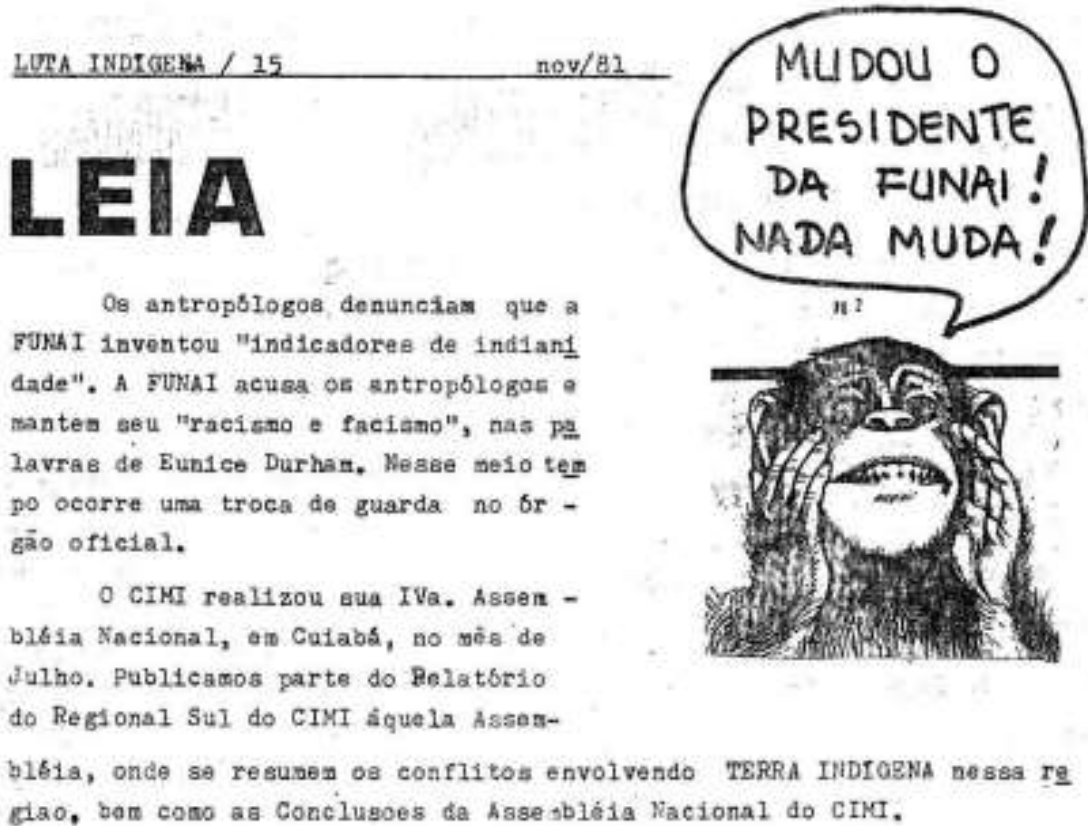 LUTA INDÍGENA / 15 nov/81
MUDOU O
PRESIDENTE
DA FUNAI!
NADA MUDA!
LEIA
Os antropólogos denunciam que a
FUNAI inventou "indicadores de indiani
dade". A FUNAI acusa os antropólogos e
mantem seu "racismo e facismo", nas pa
lavras de Eunice Durham. Nesse meio tem
po ocorre uma troca de guarda no ór -
gão oficial.
O CIMI realizou sua IVa. Assem -
bléia Nacional, em Cuiabá, no mês de
Julho. Publicamos parte do Relatório
do Regional Sul do CIMI áquela Assem-
bléia, onde se resumem os conflitos envolvendo TERRA INDÍGENA nessa re
giao, bem como as Conclusoes da Assembléia Nacional do CIMI.